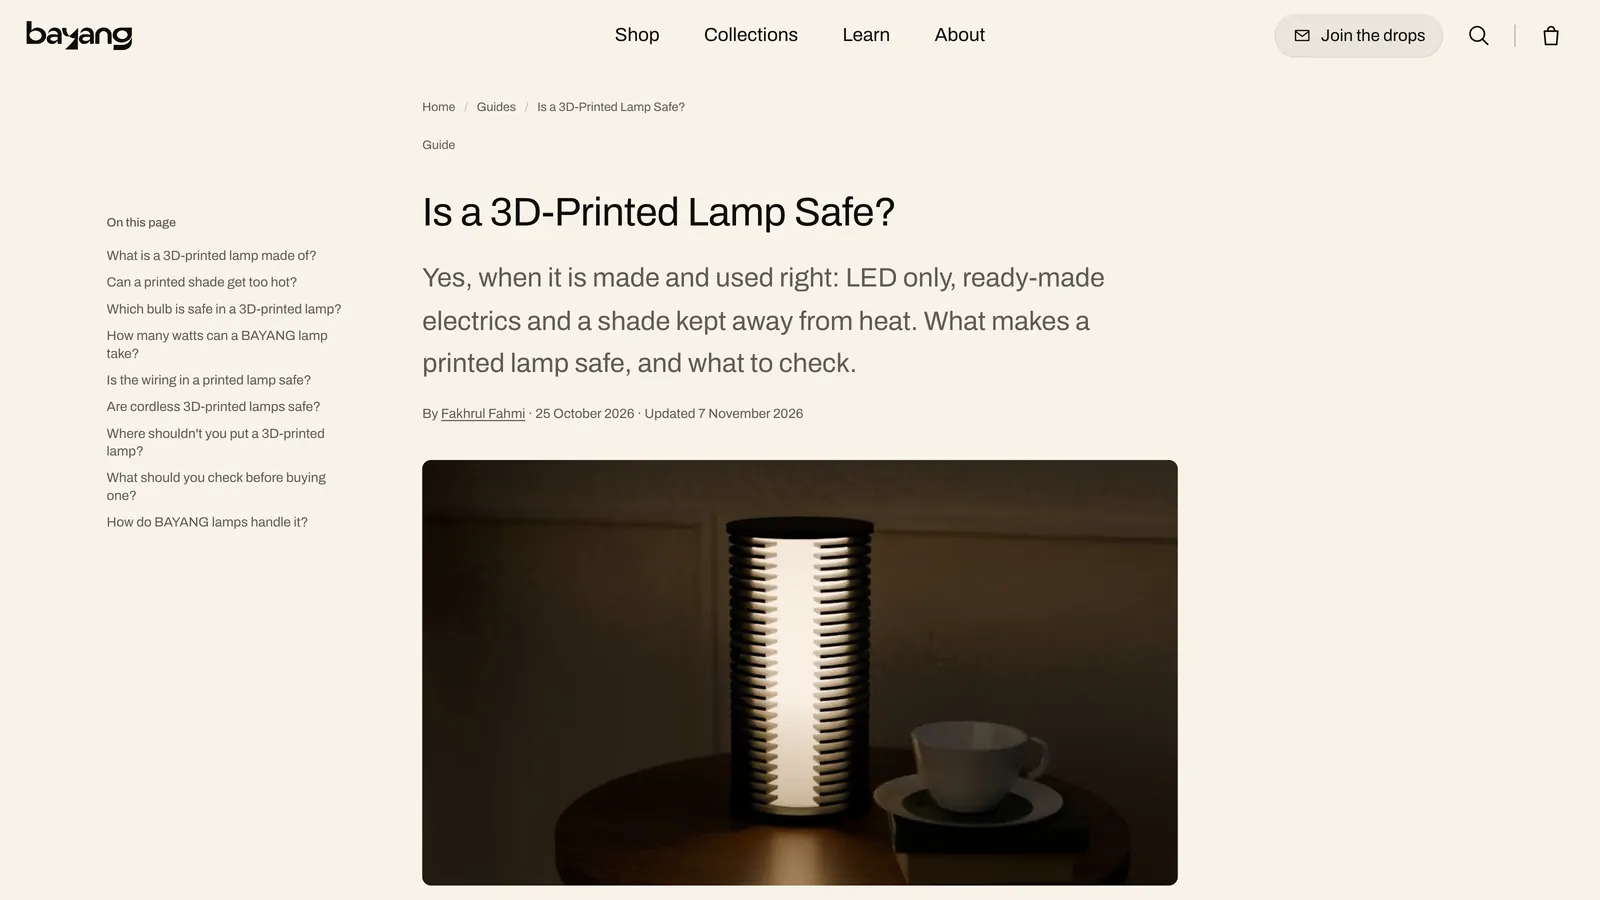 bayang
Shop
Collections
Learn
About
Join the drops
Home / Guides / Is a 3D-Printed Lamp Safe?
Guide
Is a 3D-Printed Lamp Safe?
Yes, when it is made and used right: LED only, ready-made
electrics and a shade kept away from heat. What makes a
printed lamp safe, and what to check.
By Fakhrul Fahmi · 25 October 2026 · Updated 7 November 2026
On this page
What is a 3D-printed lamp made of?
Can a printed shade get too hot?
Which bulb is safe in a 3D-printed lamp?
How many watts can a BAYANG lamp
take?
Is the wiring in a printed lamp safe?
Are cordless 3D-printed lamps safe?
Where shouldn't you put a 3D-printed
lamp?
What should you check before buying
one?
How do BAYANG lamps handle it?